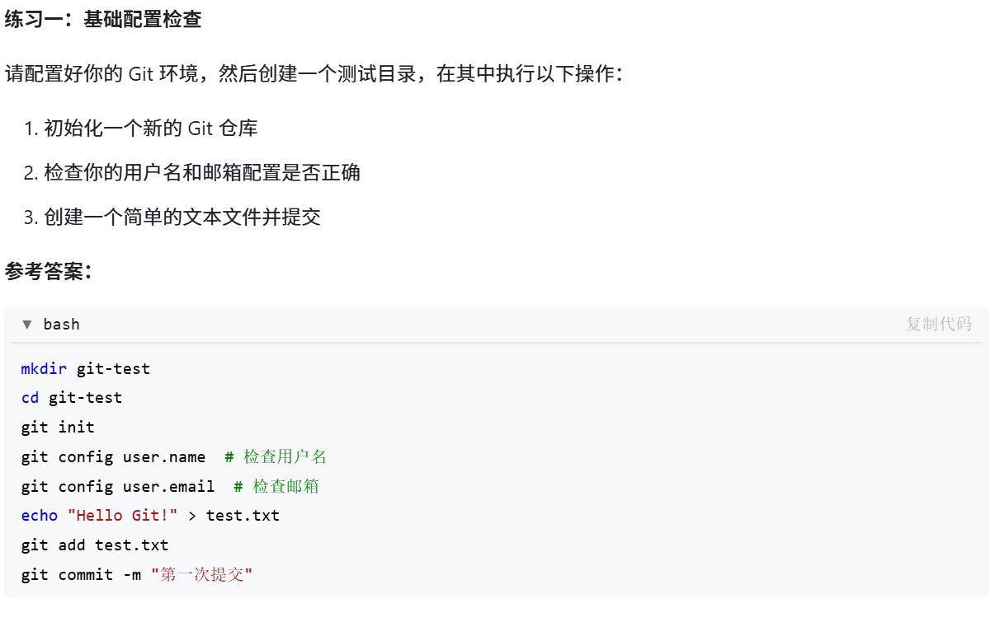 练习一：基础配置检查
请配置好你的 Git 环境，然后创建一个测试目录，在其中执行以下操作：
1. 初始化一个新的 Git 仓库
2. 检查你的用户名和邮箱配置是否正确
3. 创建一个简单的文本文件并提交
参考答案：
▼ bash 复制代码
mkdir git-test
cd git-test
git init
git config user.name  # 检查用户名
git config user.email  # 检查邮箱
echo "Hello Git!" > test.txt
git add test.txt
git commit -m "第一次提交"